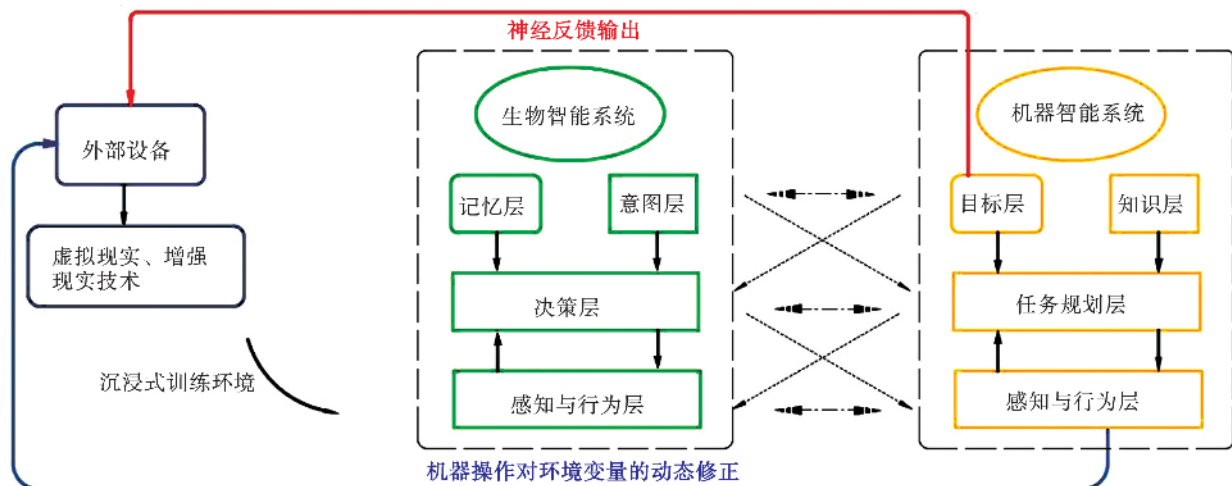 神经反馈输出
外部设备
虚拟现实、增强
现实技术
沉浸式训练环境
生物智能系统
记忆层
意图层
决策层
感知与行为层
机器智能系统
目标层
知识层
任务规划层
感知与行为层
机器操作对环境变量的动态修正